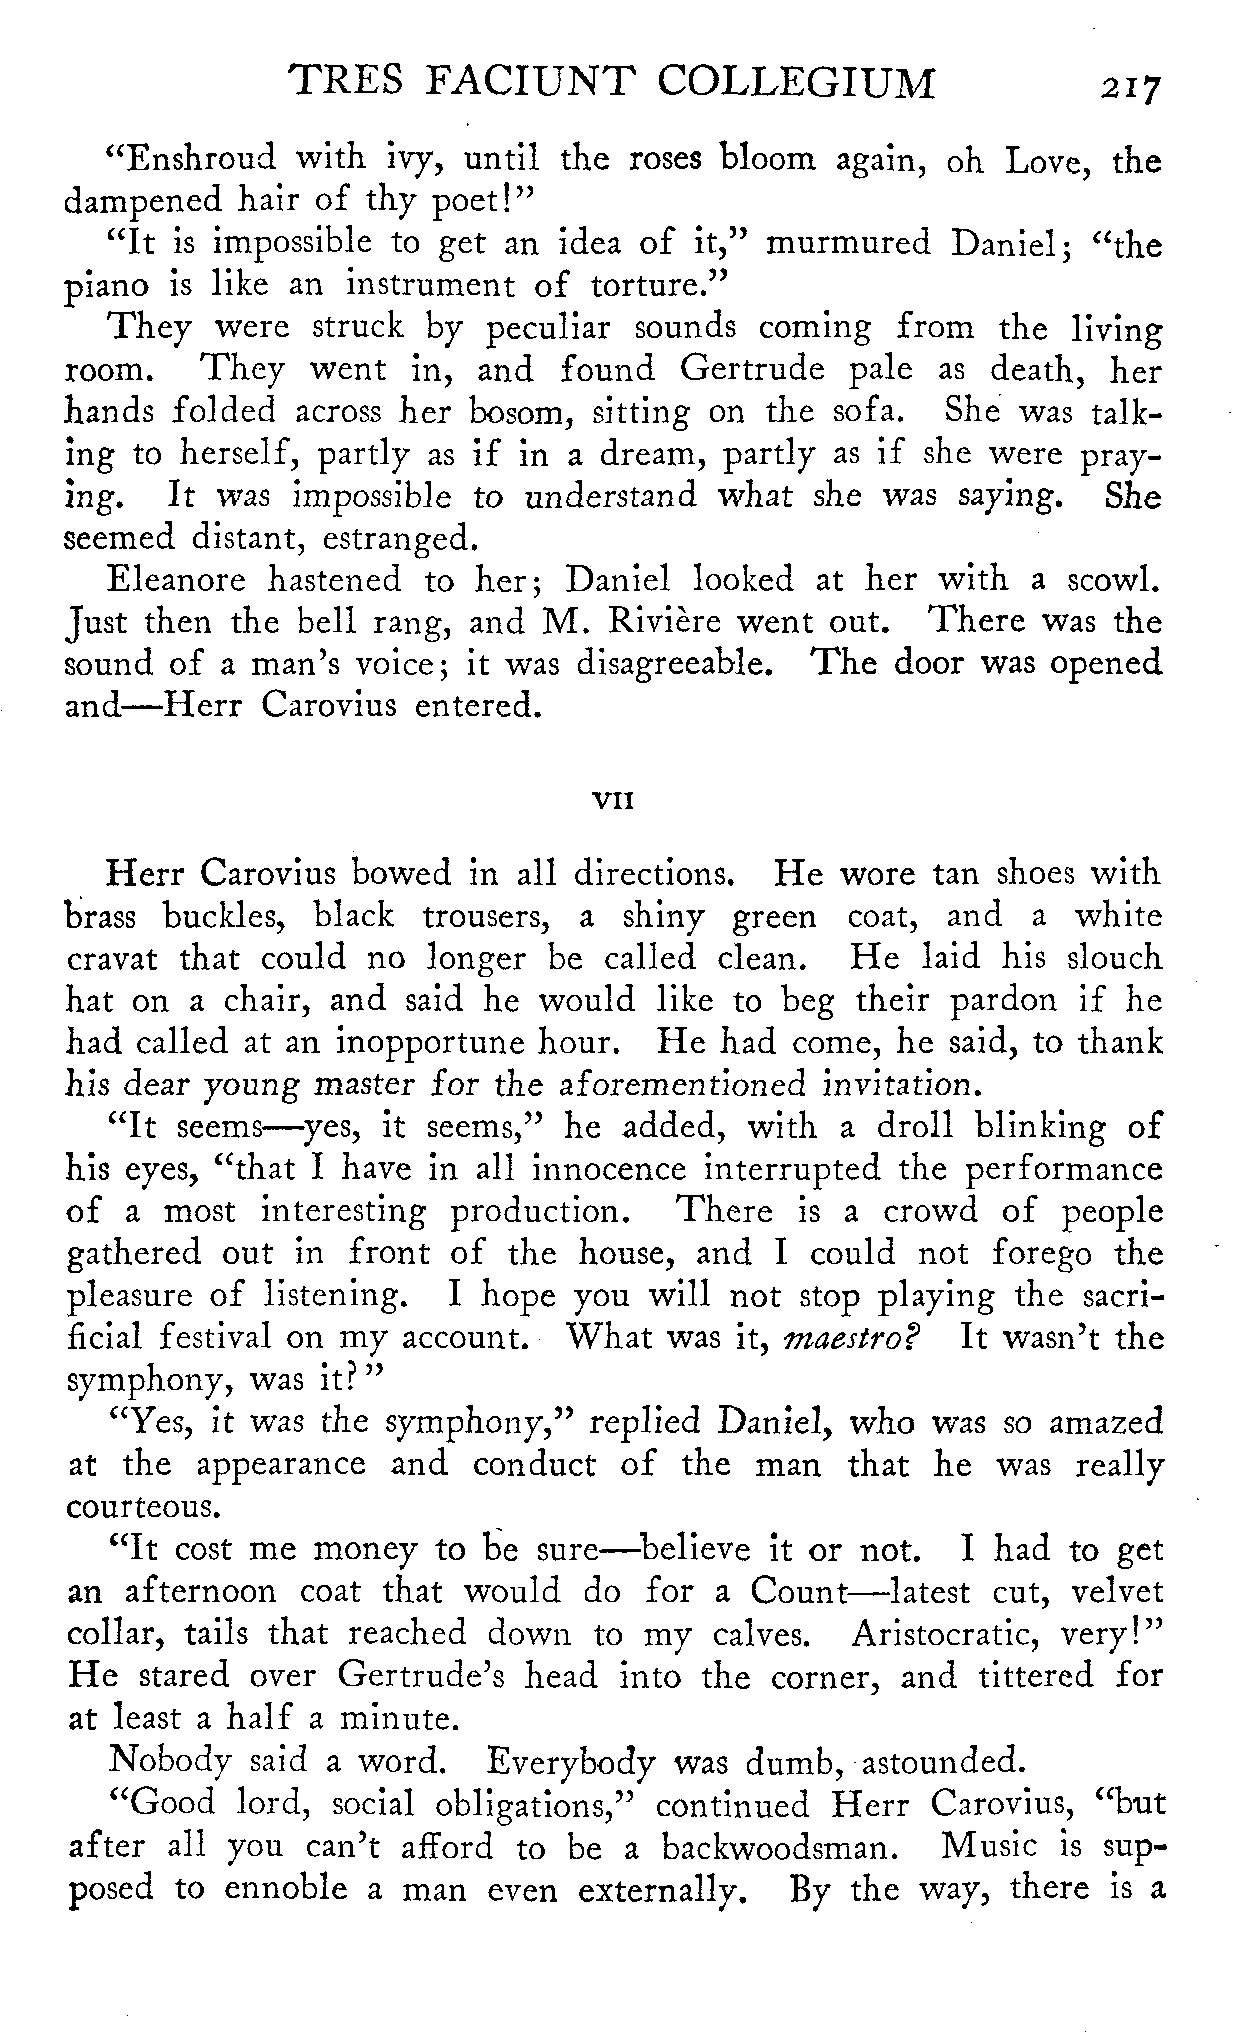 TRES FACIUNT COLLEGIUM 217
“Enshroud with ivy, until the roses bloom again, oh Love, the
dampened hair of thy poet!”
“It is impossible to get an idea of it,” murmured Daniel; “the
piano is like an instrument of torture.”
They were struck by peculiar sounds coming from the living
room. They went in, and found Gertrude pale as death, her
hands folded across her bosom, sitting on the sofa. She was talk-
ing to herself, partly as if in a dream, partly as if she were pray-
ing. It was impossible to understand what she was saying. She
seemed distant, estranged.
Eleanore hastened to her; Daniel looked at her with a scowl.
Just then the bell rang, and M. Rivière went out. There was the
sound of a man’s voice; it was disagreeable. The door was opened
and—Herr Carovius entered.
VII
Herr Carovius bowed in all directions. He wore tan shoes with
brass buckles, black trousers, a shiny green coat, and a white
cravat that could no longer be called clean. He laid his slouch
hat on a chair, and said he would like to beg their pardon if he
had called at an inopportune hour. He had come, he said, to thank
his dear young master for the aforementioned invitation.
“It seems—yes, it seems,” he added, with a droll blinking of
his eyes, “that I have in all innocence interrupted the performance
of a most interesting production. There is a crowd of people
gathered out in front of the house, and I could not forego the
pleasure of listening. I hope you will not stop playing the sacri-
ficial festival on my account. What was it, maestro? It wasn’t the
symphony, was it?”
“Yes, it was the symphony,” replied Daniel, who was so amazed
at the appearance and conduct of the man that he was really
courteous.
“It cost me money to be sure—believe it or not. I had to get
an afternoon coat that would do for a Count—latest cut, velvet
collar, tails that reached down to my calves. Aristocratic, very!”
He stared over Gertrude’s head into the corner, and tittered for
at least a half a minute.
Nobody said a word. Everybody was dumb, astounded.
“Good lord, social obligations,” continued Herr Carovius, “but
after all you can’t afford to be a backwoodsman. Music is sup-
posed to ennoble a man even externally. By the way, there is a